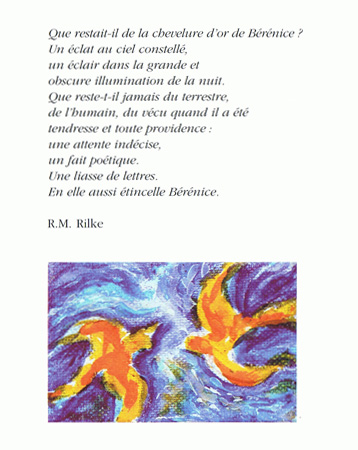 Que restait-il de la chevelure d'or de Bérénice ?
Un éclat au ciel constellé,
un éclair dans la grande et
obscure illumination de la nuit.
Que reste-t-il jamais du terrestre,
de l'humain, du vécu quand il a été
tendresse et toute providence :
une attente indécise,
un fait poétique.
Une liasse de lettres.
En elle aussi étincelle Bérénice.
R.M. Rilke